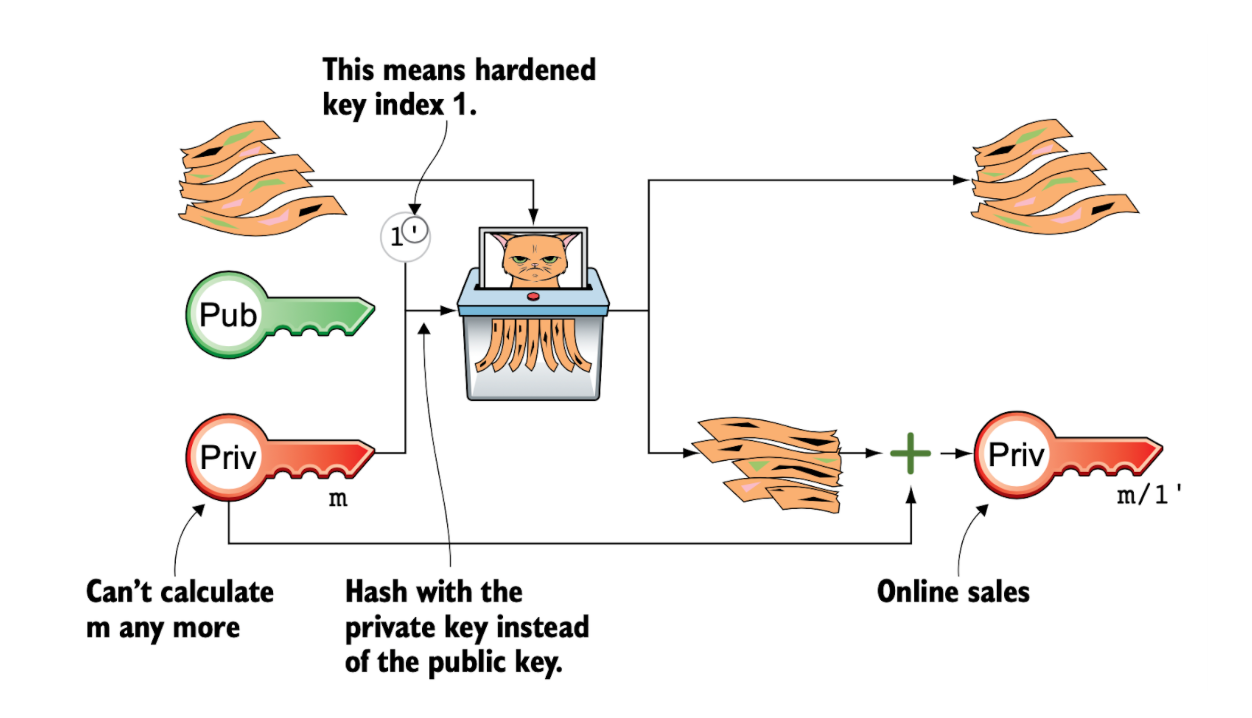 This means hardened
key index 1.
1'
Pub
Priv
m
Priv
m/1'
Can’t calculate
m any more
Hash with the
private key instead
of the public key.
Online sales